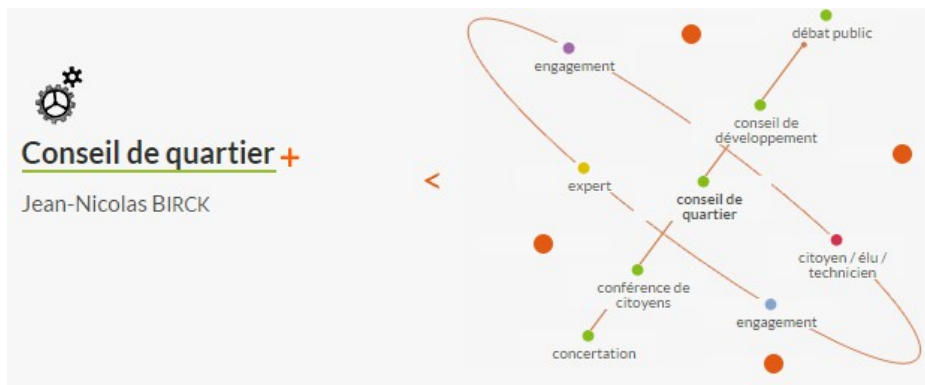 Conseil de quartier +
Jean-Nicolas BIRCK
<
débat public
engagement
conseil de
développement
expert
conseil de
quartier
citoyen / élu /
technicien
conférence de
citoyens
engagement
concertation